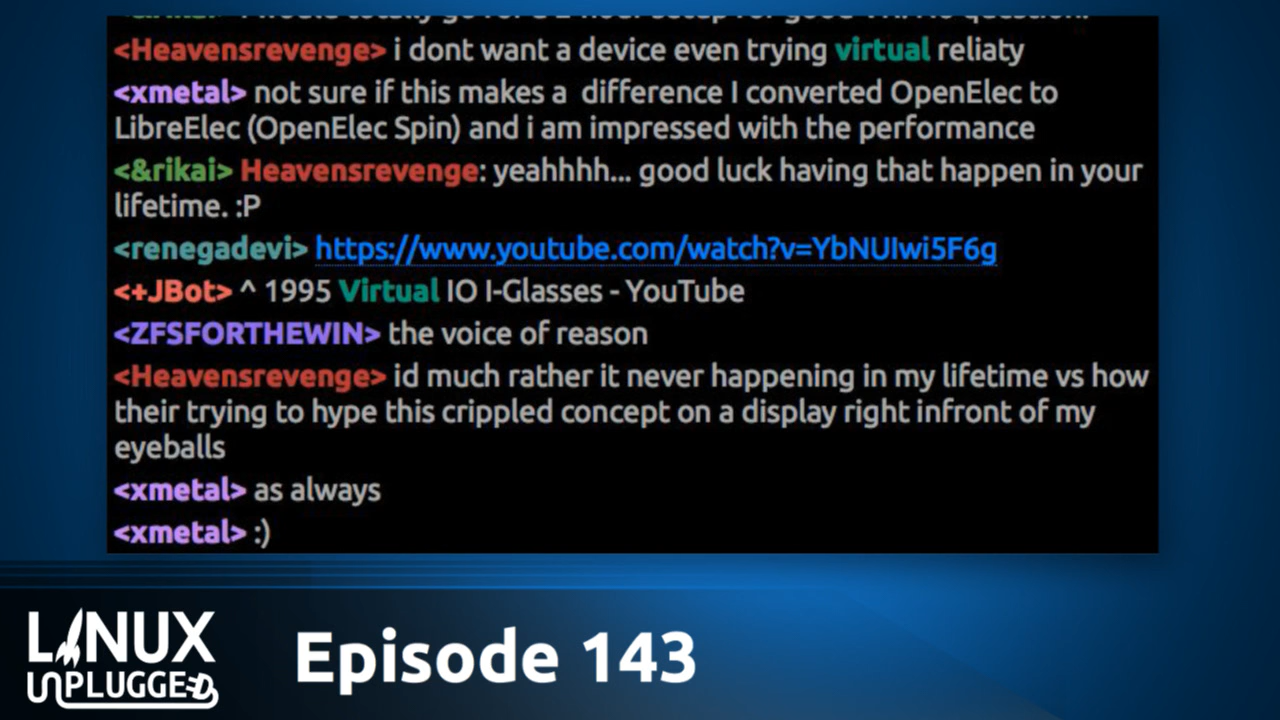 <Heavensrevenge> i dont want a device even trying virtual reliaty
<xmetal> not sure if this makes a  difference I converted OpenElec to
LibreElec (OpenElec Spin) and i am impressed with the performance
<&rikai> Heavensrevenge: yeahhhh... good luck having that happen in your
lifetime. :P
<renegadevi> https://www.youtube.com/watch?v=YbNUIwi5F6g
<+JBot> ^ 1995 Virtual IO I-Glasses - YouTube
<ZFSFORTHEWIN> the voice of reason
<Heavensrevenge> id much rather it never happening in my lifetime vs how
their trying to hype this crippled concept on a display right infront of my
eyeballs
<xmetal> as always
<xmetal> :)
LINUX
UNPLUGGED
Episode 143